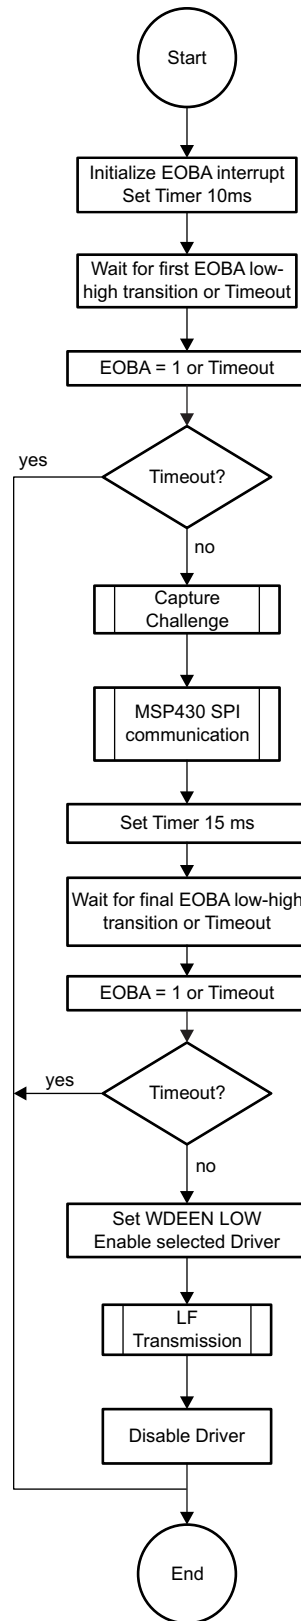 Start
Initialize EOBA interrupt
Set Timer 10ms
Wait for first EOBA low-
high transition or Timeout
EOBA = 1 or Timeout
yes
Timeout?
no
Capture
Challenge
MSP430 SPI
communication
Set Timer 15 ms
Wait for final EOBA low-high
transition or Timeout
EOBA = 1 or Timeout
yes
Timeout?
no
Set WDEEN LOW
Enable selected Driver
LF
Transmission
Disable Driver
End